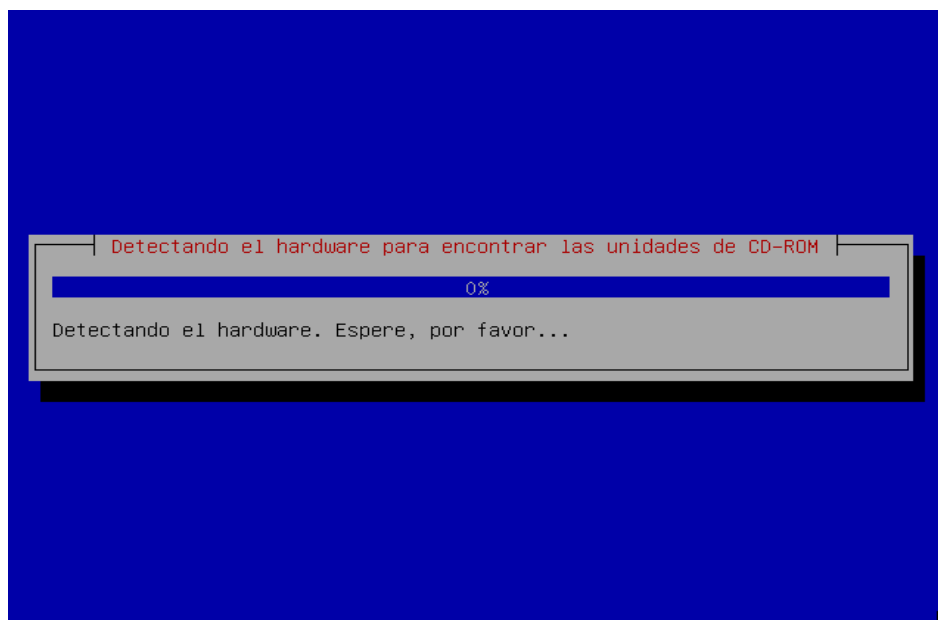 Detectando el hardware para encontrar las unidades de CD-ROM
0%
Detectando el hardware. Espere, por favor...